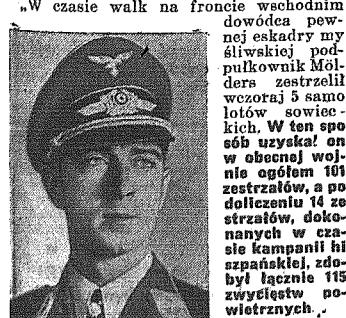 „W czasie walk na froncie wschodnim
dowódca pew-
nej eskadry my
śliwskiej pod-
pułkownik Möl-
ders zestrzelił
wczoraj 5 samo
lotów sowiec-
kich. W ten spo
sób uzyskał on
w obecnej woj-
nie ogółem 101
zestrzałów, a po
doliczeniu 14 ze
strzałów, doko-
nanych w cza-
sie kampanii hi
szpańskiej, zdo-
był łącznie 115
zwycięstw po-
wietrznych.„